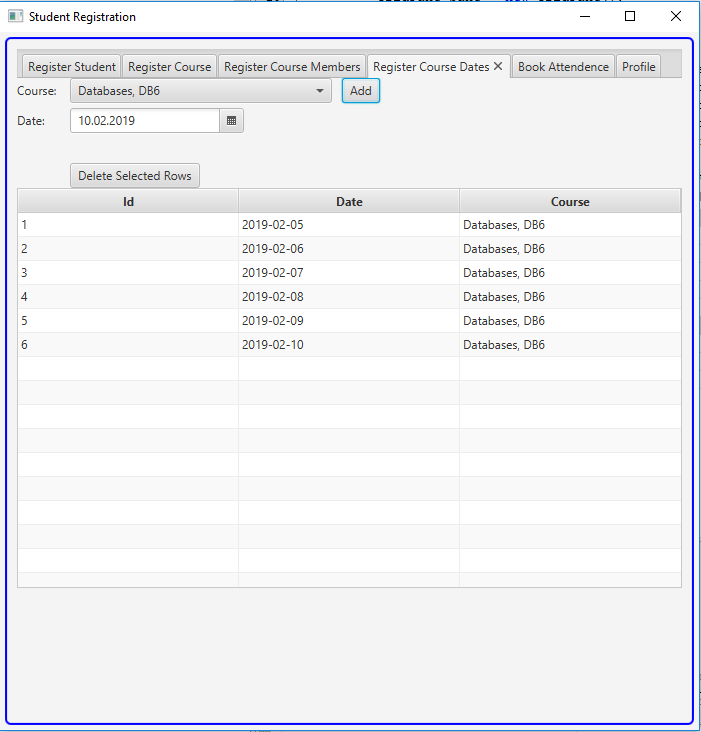 Student Registration
Register Student Register Course Register Course Members Register Course Dates Book Attendence Profile
Course: Databases, DB6 Add
Date: 10.02.2019
Delete Selected Rows
Id Date Course
1 2019-02-05 Databases, DB6
2 2019-02-06 Databases, DB6
3 2019-02-07 Databases, DB6
4 2019-02-08 Databases, DB6
5 2019-02-09 Databases, DB6
6 2019-02-10 Databases, DB6